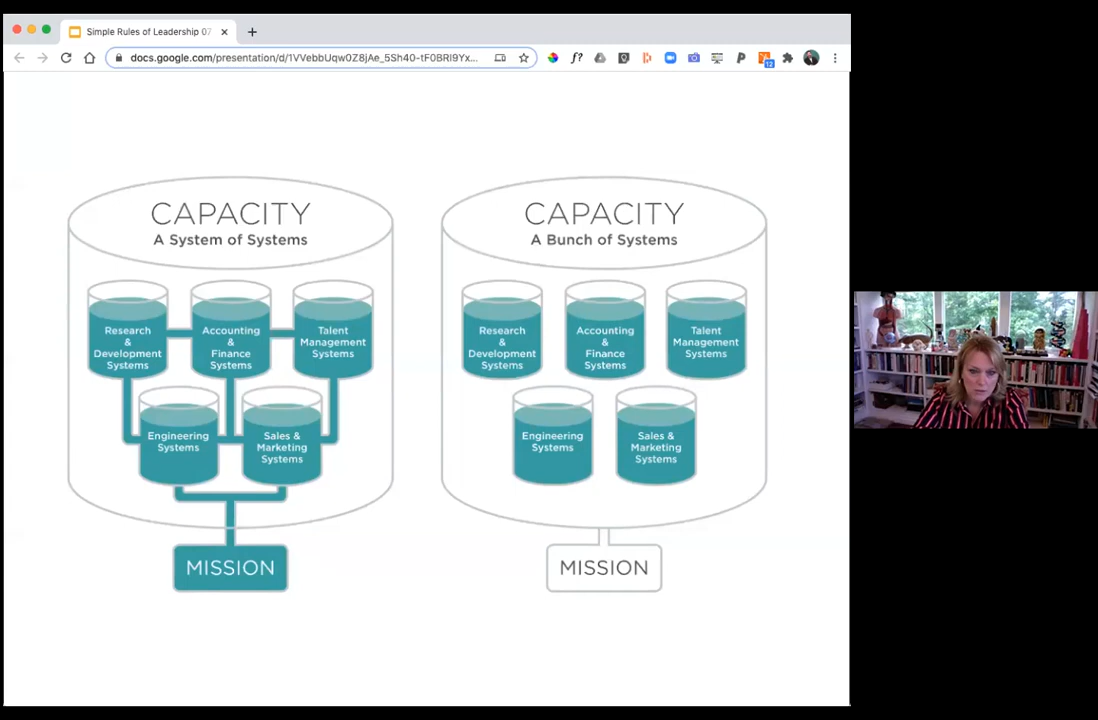 Simple Rules of Leadership 07
docs.google.com/presentation/d/1VVebbUqw0Z8jAe_5Sh40-tF0BRI9Yx...
f?
12
CAPACITY
A System of Systems
Research
&
Development
Systems
Accounting
&
Finance
Systems
Talent
Management
Systems
Engineering
Systems
Sales &
Marketing
Systems
MISSION
CAPACITY
A Bunch of Systems
Research
&
Development
Systems
Accounting
&
Finance
Systems
Talent
Management
Systems
Engineering
Systems
Sales &
Marketing
Systems
MISSION